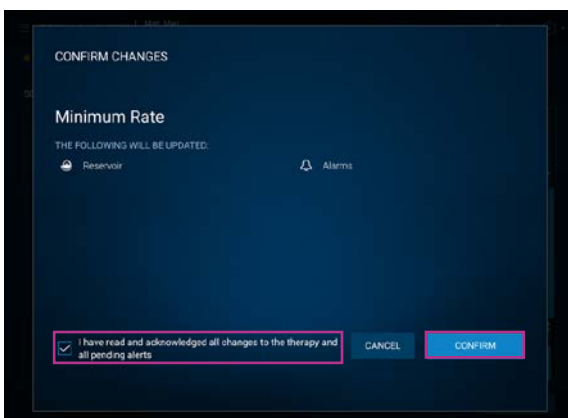 CONFIRM CHANGES
Minimum Rate
THE FOLLOWING WILL BE UPDATED:
Reservoir
Alarms
I have read and acknowledged all changes to the therapy and
all pending alerts
CANCEL
CONFIRM